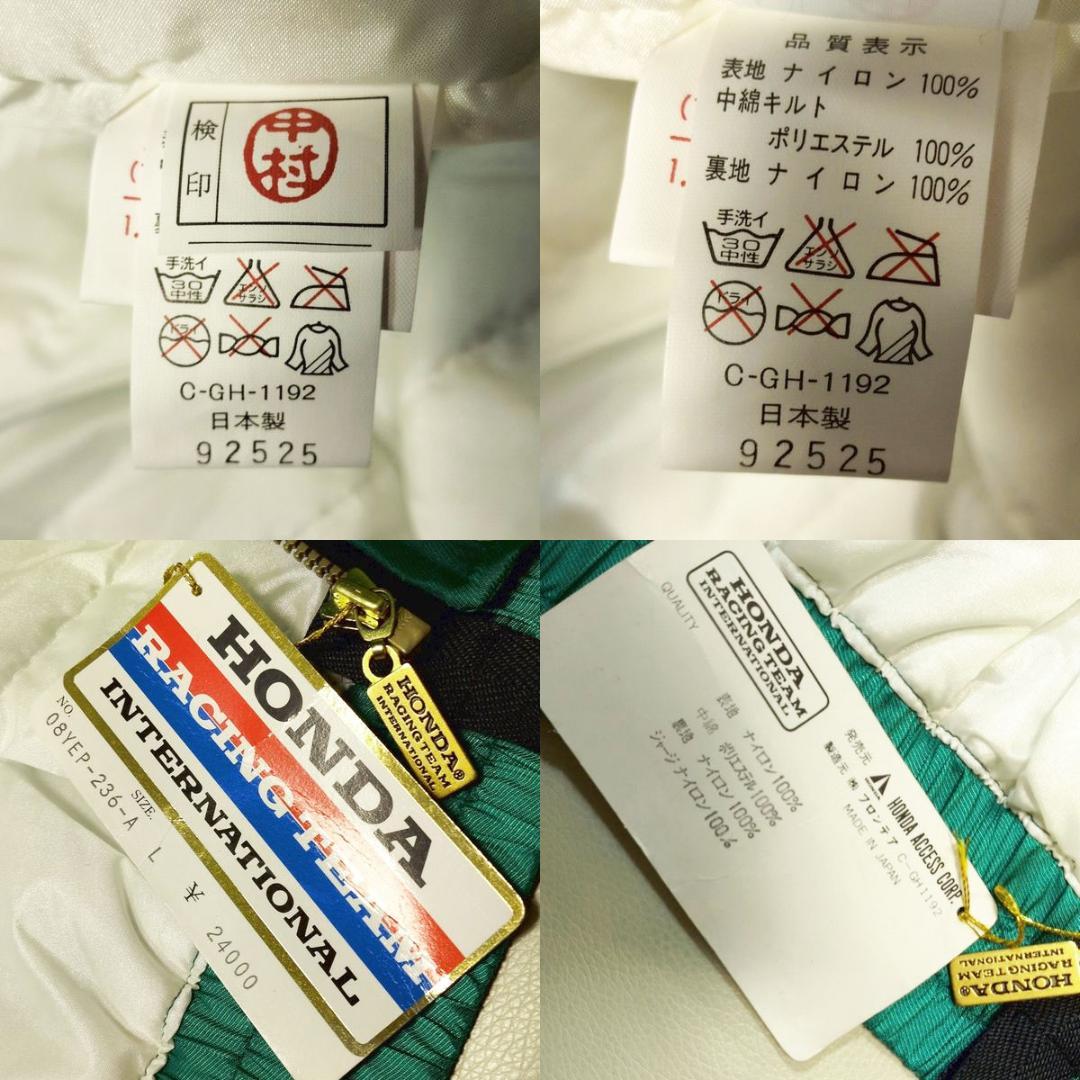 検印
中村
手洗イ
30
中性
エンソ
サラシ
ドライ
C-GH-1192
日本製
92525
品質表示
表地 ナイロン 100%
中綿キルト
ポリエステル 100%
裏地 ナイロン 100%
手洗イ
30
中性
エンソ
サラシ
ドライ
C-GH-1192
日本製
92525
HONDA
RACING TEAM
INTERNATIONAL
NO.
08YEP-236-A
SIZE.
L
¥
24000
HONDA®
RACING TEAM
INTERNATIONAL
HONDA
RACING TEAM
INTERNATIONAL
QUALITY
表地 ナイロン100%
中綿 ポリエステル100%
裏地 ナイロン100%
ジャージ ナイロン100%
発売元 HONDA ACCESS CORP.
製造元 ㈱フロンテア C-GH1192
MADE IN JAPAN
HONDA®
RACING TEAM
INTERNATIONAL